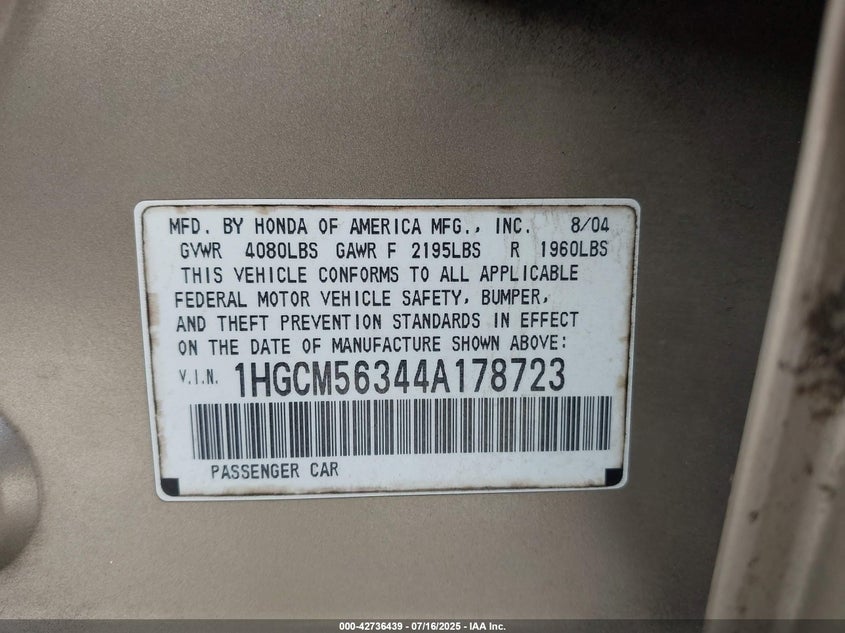 MFD. BY HONDA OF AMERICA MFG., INC. 8/04
GVWR 4080LBS GAWR F 2195LBS R 1960LBS
THIS VEHICLE CONFORMS TO ALL APPLICABLE
FEDERAL MOTOR VEHICLE SAFETY, BUMPER,
AND THEFT PREVENTION STANDARDS IN EFFECT
ON THE DATE OF MANUFACTURE SHOWN ABOVE:
V.I.N. 1HGCM56344A178723
PASSENGER CAR
000-42736439 - 07/16/2025 - IAA Inc.